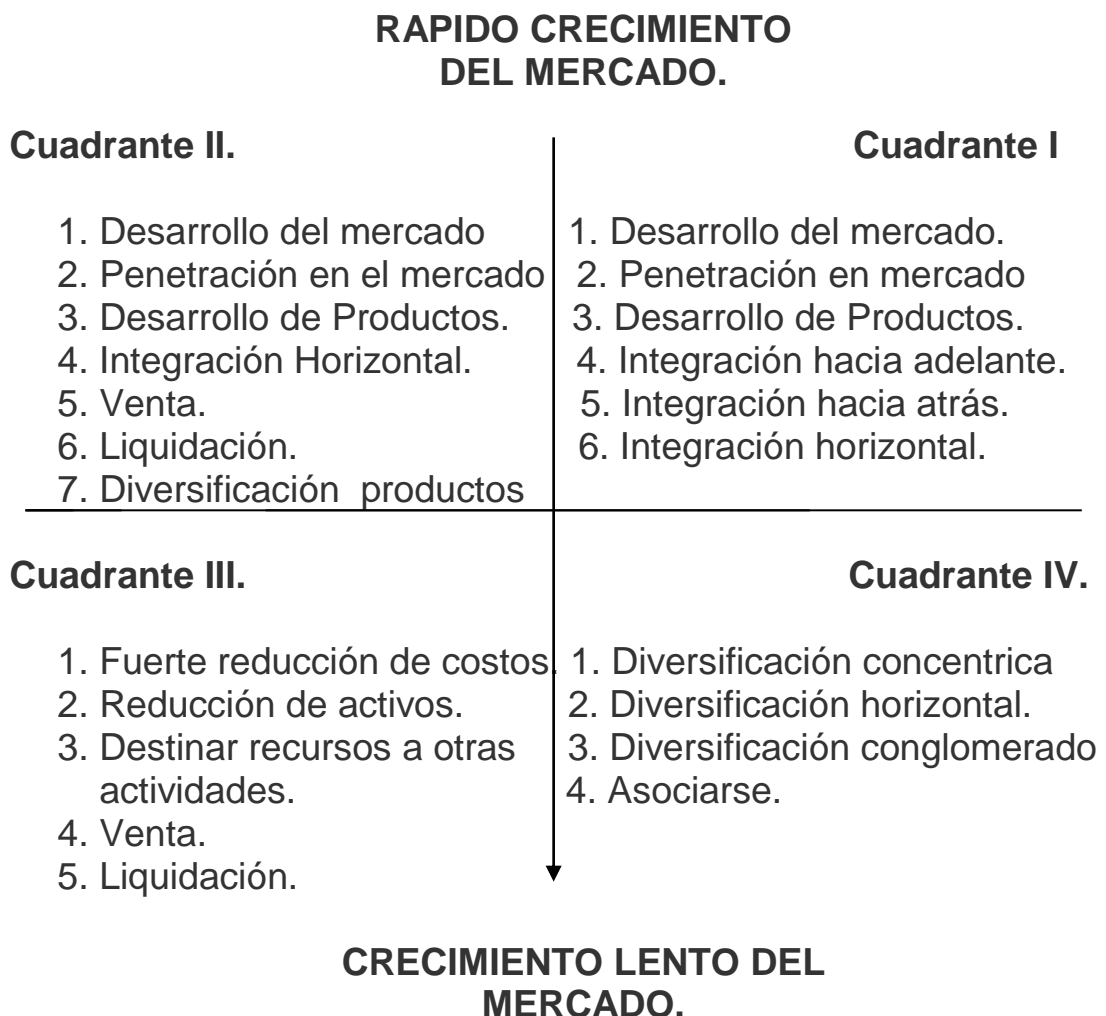 RAPIDO CRECIMIENTO
DEL MERCADO.
Cuadrante II.
1. Desarrollo del mercado
2. Penetración en el mercado
3. Desarrollo de Productos.
4. Integración Horizontal.
5. Venta.
6. Liquidación.
7. Diversificación productos
Cuadrante I
1. Desarrollo del mercado.
2. Penetración en mercado
3. Desarrollo de Productos.
4. Integración hacia adelante.
5. Integración hacia atrás.
6. Integración horizontal.
Cuadrante III.
1. Fuerte reducción de costos.
2. Reducción de activos.
3. Destinar recursos a otras
actividades.
4. Venta.
5. Liquidación.
Cuadrante IV.
1. Diversificación concentrica
2. Diversificación horizontal.
3. Diversificación conglomerado
4. Asociarse.
CRECIMIENTO LENTO DEL
MERCADO.